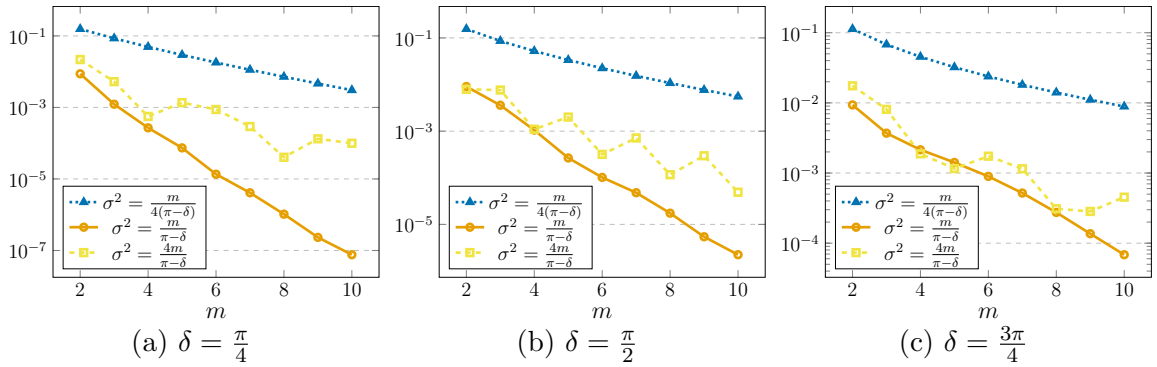 10⁻¹
10⁻³
10⁻⁵
10⁻⁷
σ² = m/4(π−δ)
σ² = m/π−δ
σ² = 4m/π−δ
2 4 6 8 10
m
(a) δ = π/4
10⁻¹
10⁻³
10⁻⁵
σ² = m/4(π−δ)
σ² = m/π−δ
σ² = 4m/π−δ
2 4 6 8 10
m
(b) δ = π/2
10⁻¹
10⁻²
10⁻³
10⁻⁴
σ² = m/4(π−δ)
σ² = m/π−δ
σ² = 4m/π−δ
2 4 6 8 10
m
(c) δ = 3π/4